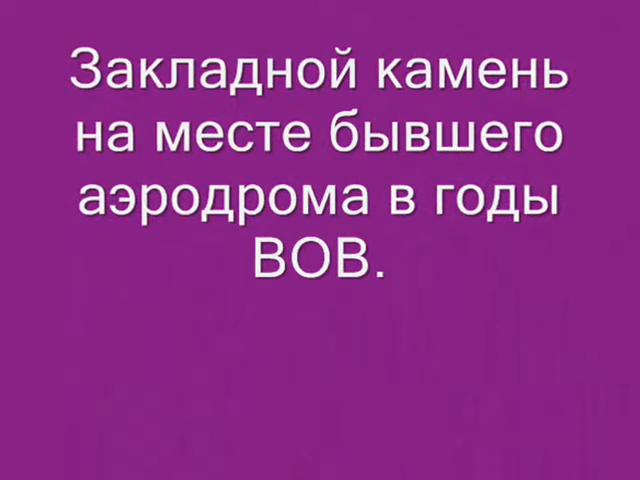 Закладной камень
на месте бывшего
аэродрома в годы
ВОВ.